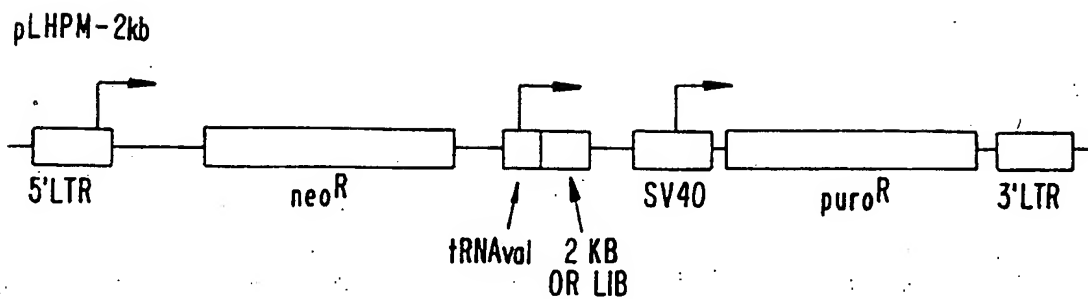 pLHPM-2kb
5'LTR
neoR
SV40
puroR
3'LTR
tRNAval
2 KB
OR LIB